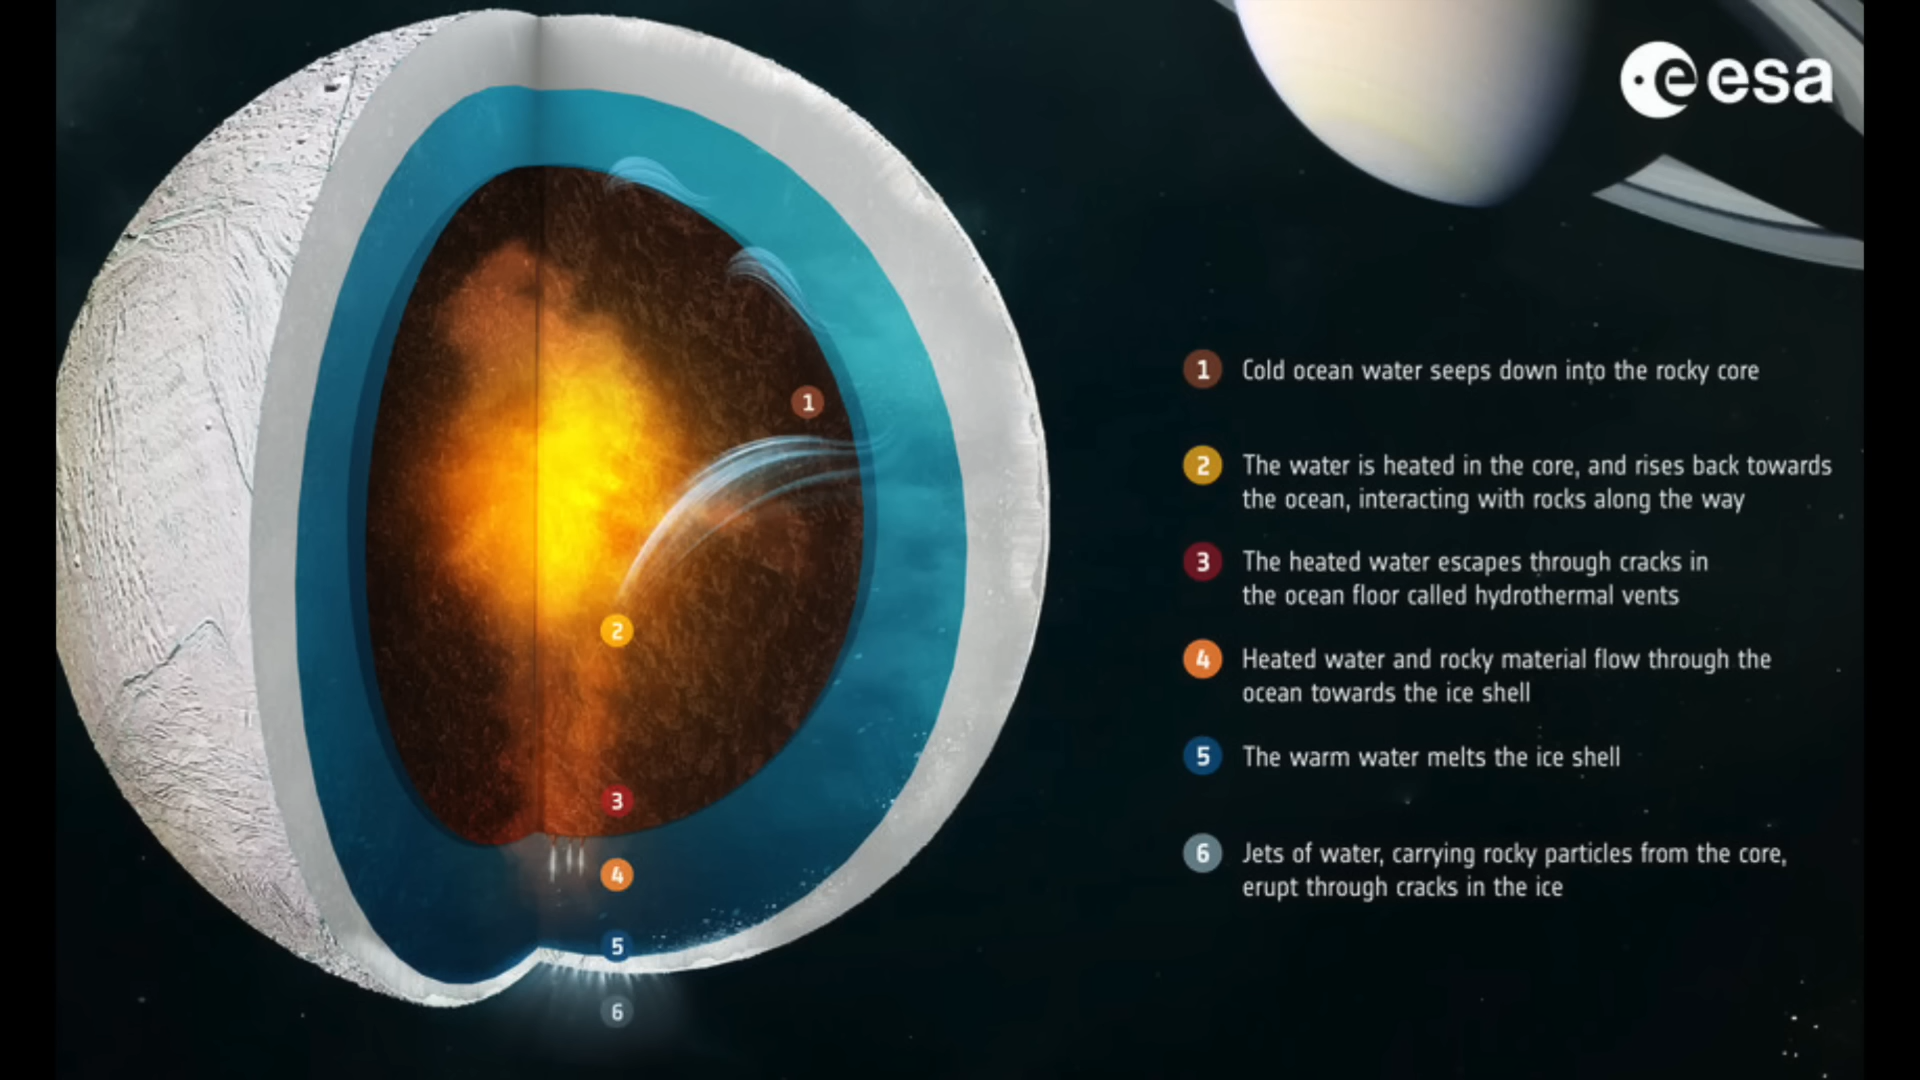 esa
1 Cold ocean water seeps down into the rocky core
2 The water is heated in the core, and rises back towards
the ocean, interacting with rocks along the way
3 The heated water escapes through cracks in
the ocean floor called hydrothermal vents
4 Heated water and rocky material flow through the
ocean towards the ice shell
5 The warm water melts the ice shell
6 Jets of water, carrying rocky particles from the core,
erupt through cracks in the ice
1
2
3
4
5
6